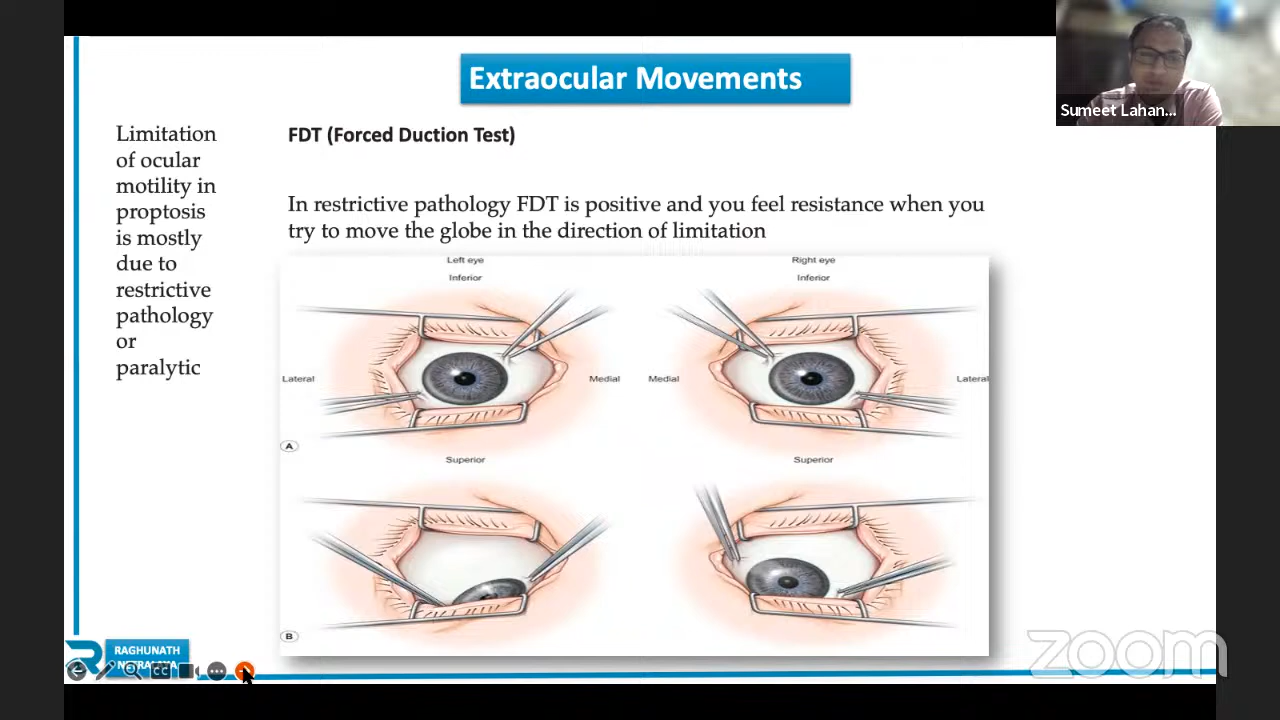 Extraocular Movements
Sumeet Lahan...
Limitation
of ocular
motility in
proptosis
is mostly
due to
restrictive
pathology
or
paralytic
FDT (Forced Duction Test)
In restrictive pathology FDT is positive and you feel resistance when you
try to move the globe in the direction of limitation
Left eye
Inferior
Right eye
Inferior
Lateral
Medial
Medial
Lateral
A
Superior
Superior
B
RAGHUNATH
CC
zoom